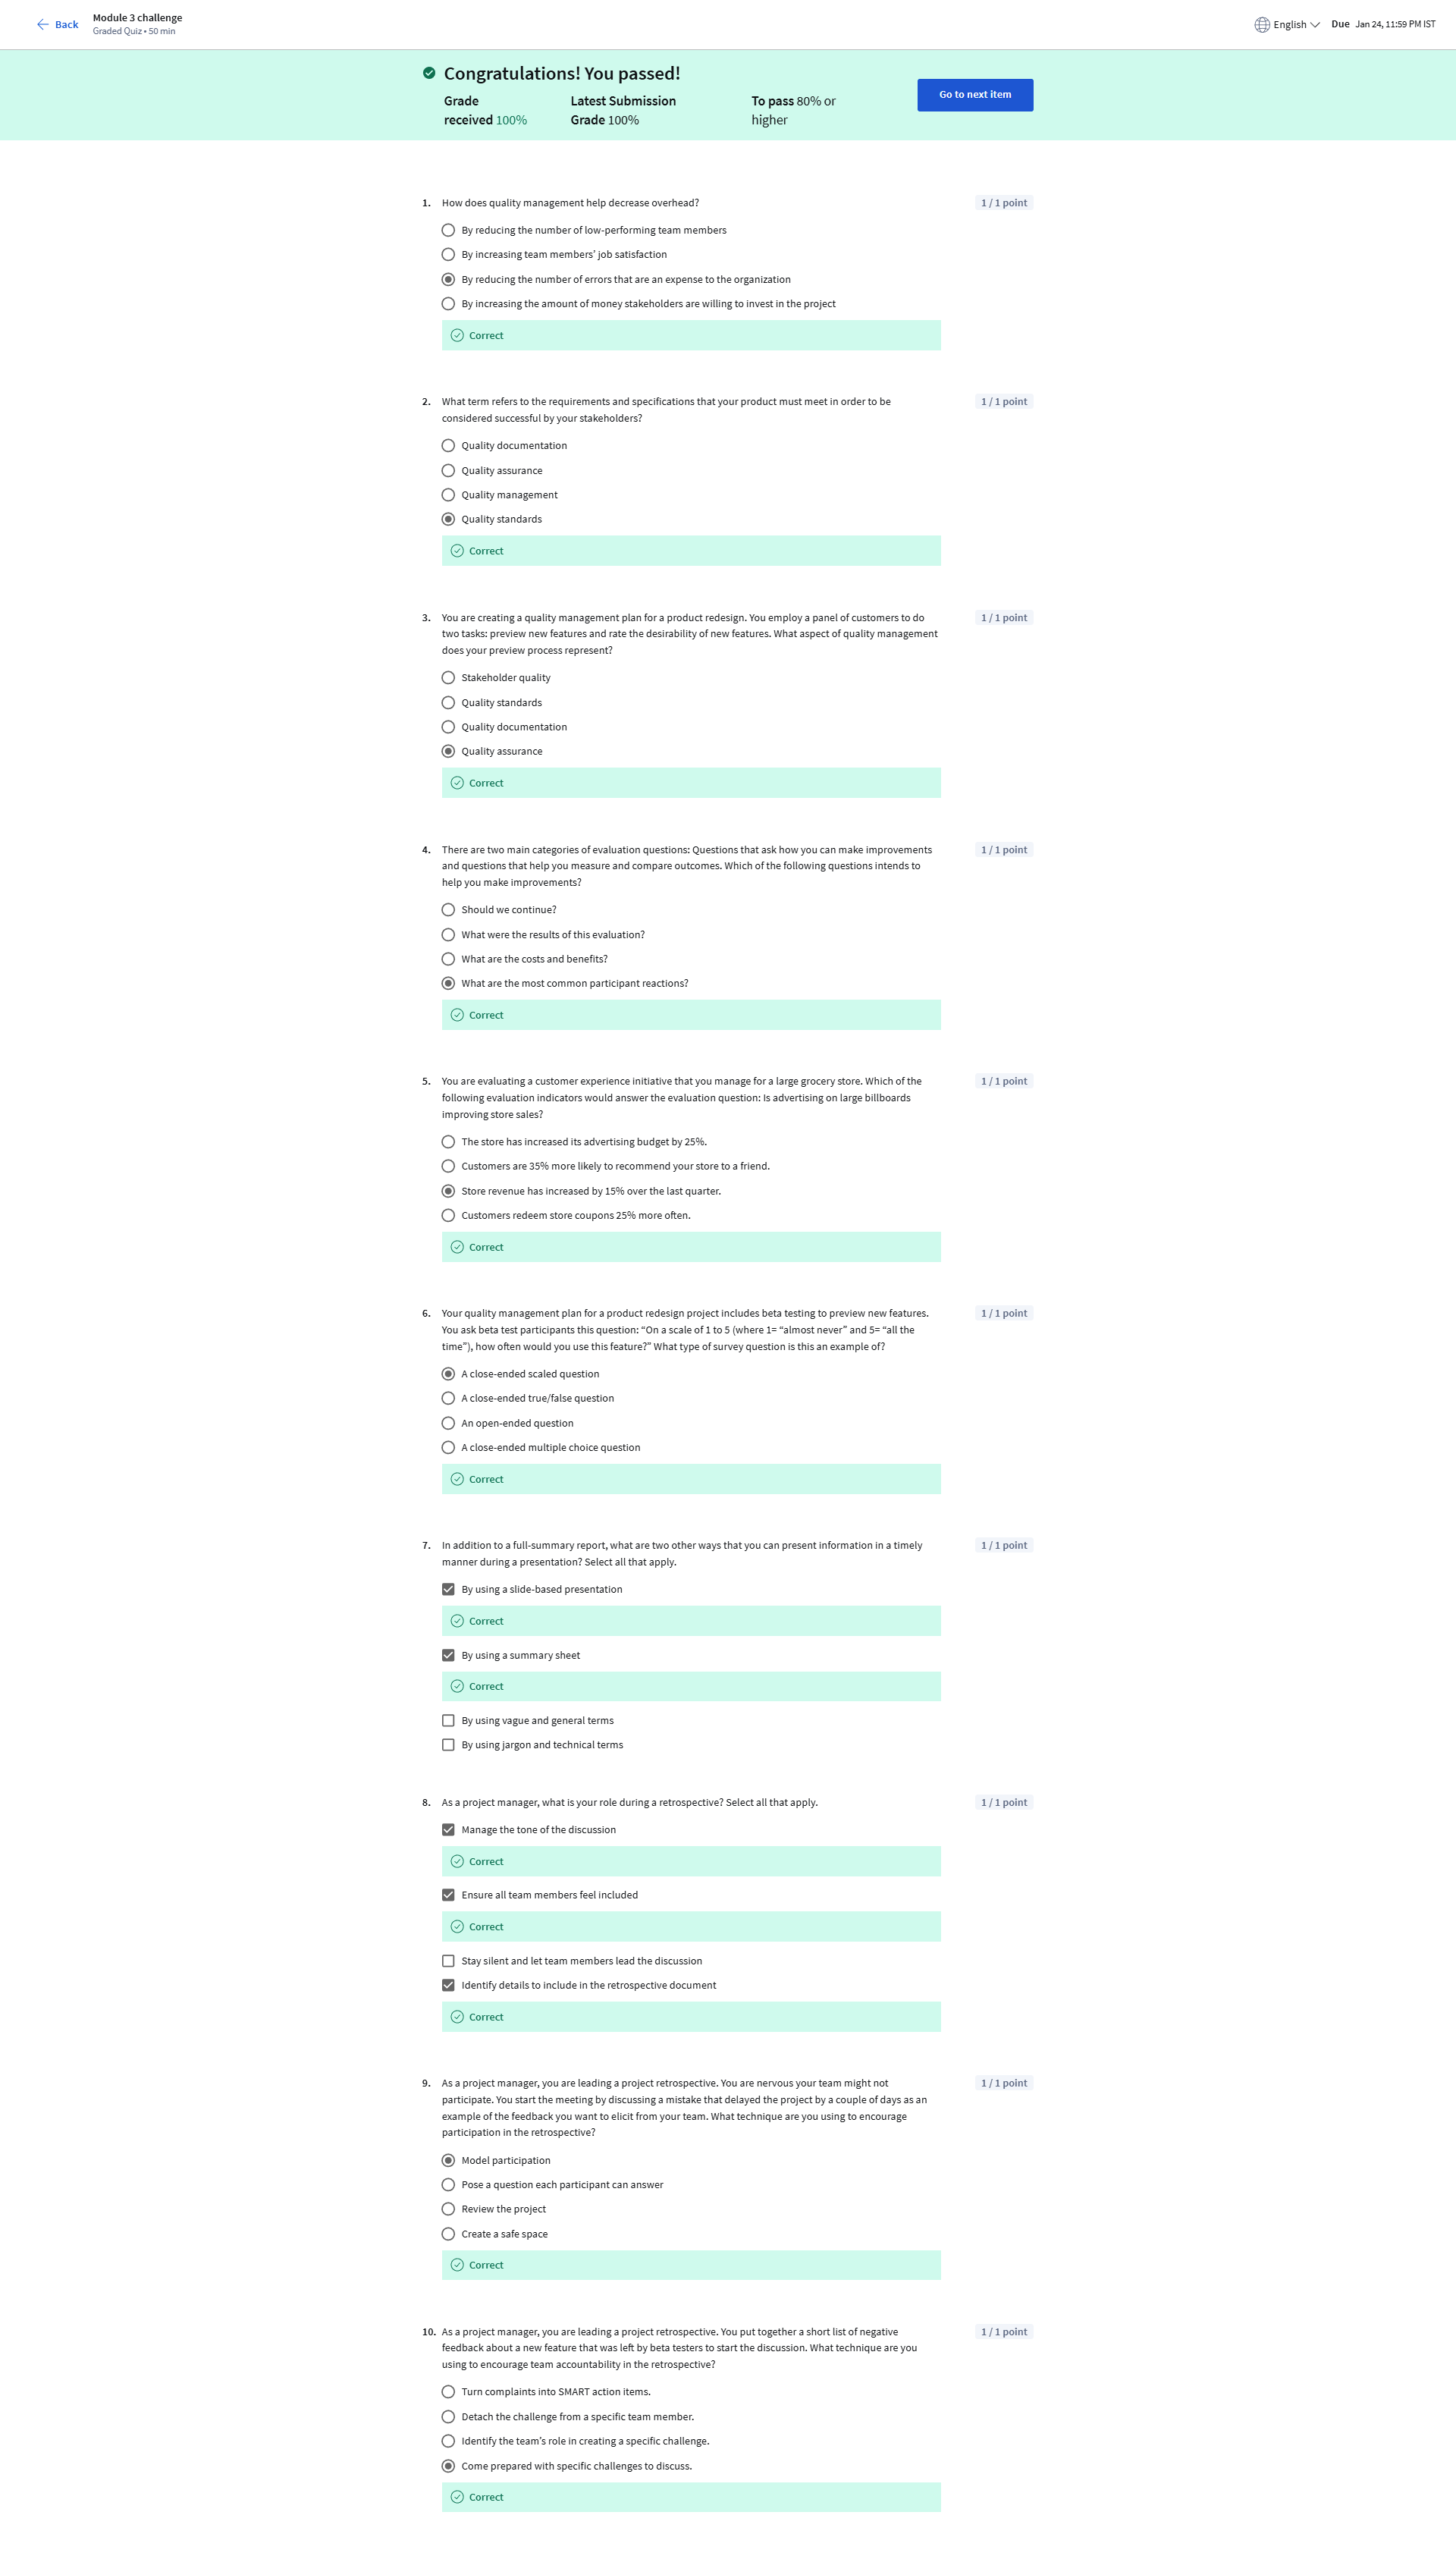 Back
Module 3 challenge
Graded Quiz • 50 min
English
Due Jan 24, 11:59 PM IST
Congratulations! You passed!
Grade
received 100%
Latest Submission
Grade 100%
To pass 80% or
higher
Go to next item
1. How does quality management help decrease overhead?
1 / 1 point
By reducing the number of low-performing team members
By increasing team members’ job satisfaction
By reducing the number of errors that are an expense to the organization
By increasing the amount of money stakeholders are willing to invest in the project
Correct
2. What term refers to the requirements and specifications that your product must meet in order to be
considered successful by your stakeholders?
1 / 1 point
Quality documentation
Quality assurance
Quality management
Quality standards
Correct
3. You are creating a quality management plan for a product redesign. You employ a panel of customers to do
two tasks: preview new features and rate the desirability of new features. What aspect of quality management
does your preview process represent?
1 / 1 point
Stakeholder quality
Quality standards
Quality documentation
Quality assurance
Correct
4. There are two main categories of evaluation questions: Questions that ask how you can make improvements
and questions that help you measure and compare outcomes. Which of the following questions intends to
help you make improvements?
1 / 1 point
Should we continue?
What were the results of this evaluation?
What are the costs and benefits?
What are the most common participant reactions?
Correct
5. You are evaluating a customer experience initiative that you manage for a large grocery store. Which of the
following evaluation indicators would answer the evaluation question: Is advertising on large billboards
improving store sales?
1 / 1 point
The store has increased its advertising budget by 25%.
Customers are 35% more likely to recommend your store to a friend.
Store revenue has increased by 15% over the last quarter.
Customers redeem store coupons 25% more often.
Correct
6. Your quality management plan for a product redesign project includes beta testing to preview new features.
You ask beta test participants this question: “On a scale of 1 to 5 (where 1= “almost never” and 5= “all the
time”), how often would you use this feature?” What type of survey question is this an example of?
1 / 1 point
A close-ended scaled question
A close-ended true/false question
An open-ended question
A close-ended multiple choice question
Correct
7. In addition to a full-summary report, what are two other ways that you can present information in a timely
manner during a presentation? Select all that apply.
1 / 1 point
By using a slide-based presentation
Correct
By using a summary sheet
Correct
By using vague and general terms
By using jargon and technical terms
8. As a project manager, what is your role during a retrospective? Select all that apply.
1 / 1 point
Manage the tone of the discussion
Correct
Ensure all team members feel included
Correct
Stay silent and let team members lead the discussion
Identify details to include in the retrospective document
Correct
9. As a project manager, you are leading a project retrospective. You are nervous your team might not
participate. You start the meeting by discussing a mistake that delayed the project by a couple of days as an
example of the feedback you want to elicit from your team. What technique are you using to encourage
participation in the retrospective?
1 / 1 point
Model participation
Pose a question each participant can answer
Review the project
Create a safe space
Correct
10. As a project manager, you are leading a project retrospective. You put together a short list of negative
feedback about a new feature that was left by beta testers to start the discussion. What technique are you
using to encourage team accountability in the retrospective?
1 / 1 point
Turn complaints into SMART action items.
Detach the challenge from a specific team member.
Identify the team’s role in creating a specific challenge.
Come prepared with specific challenges to discuss.
Correct